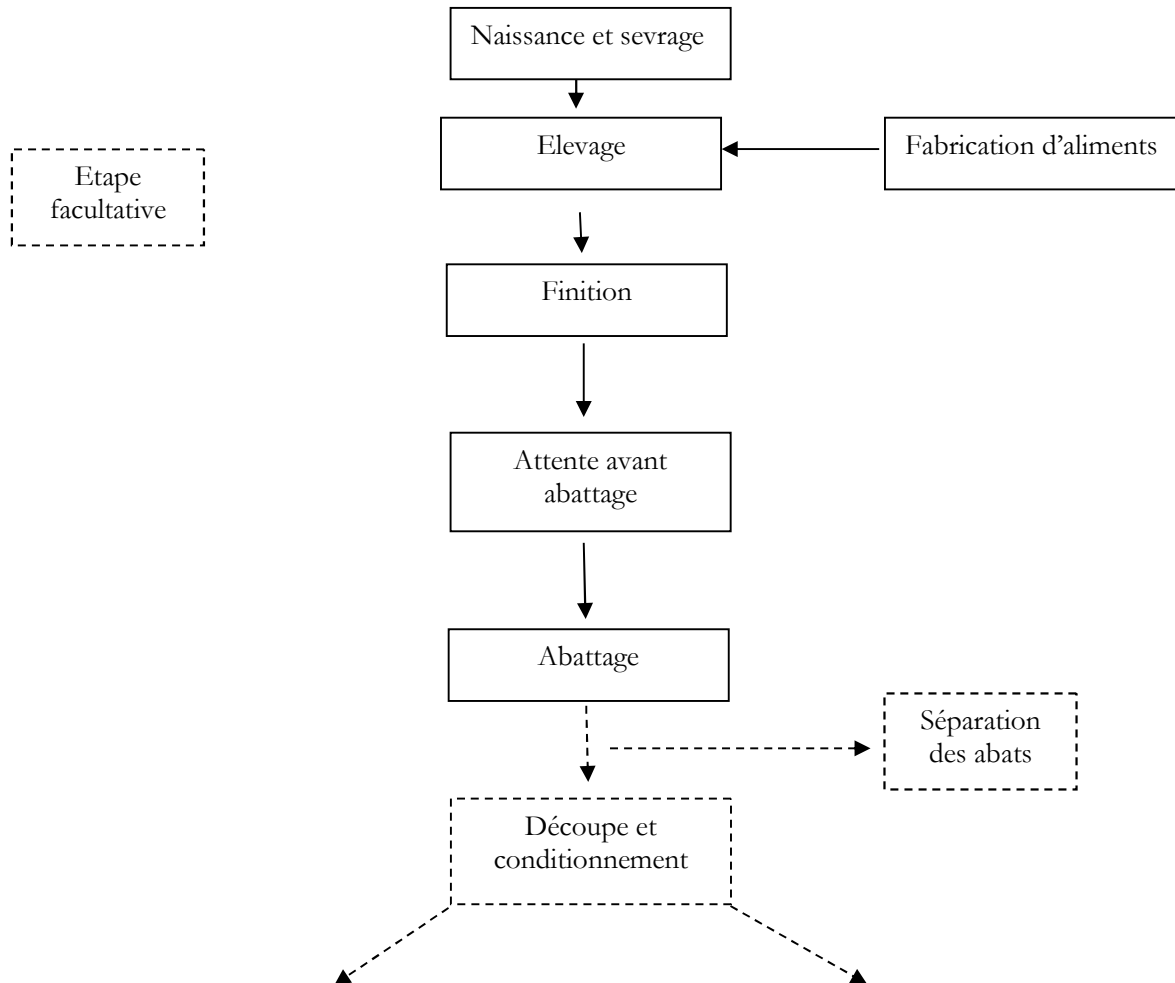 Naissance et sevrage
Elevage
Fabrication d’aliments
Etape
facultative
Finition
Attente avant
abattage
Abattage
Séparation
des abats
Découpe et
conditionnement